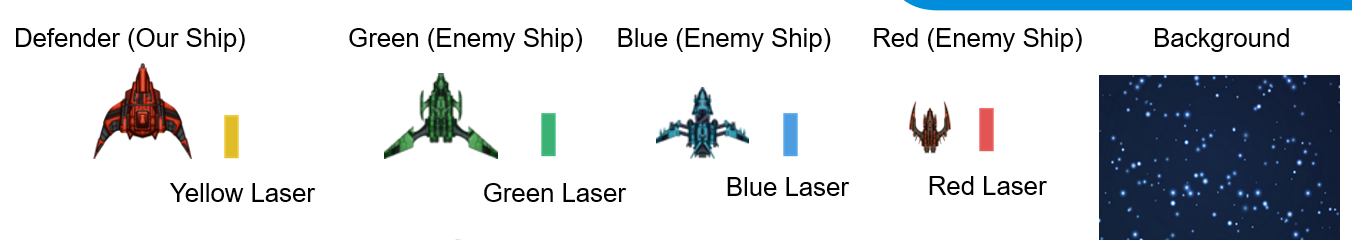 Defender (Our Ship)
Green (Enemy Ship)
Blue (Enemy Ship)
Red (Enemy Ship)
Background
Yellow Laser
Green Laser
Blue Laser
Red Laser